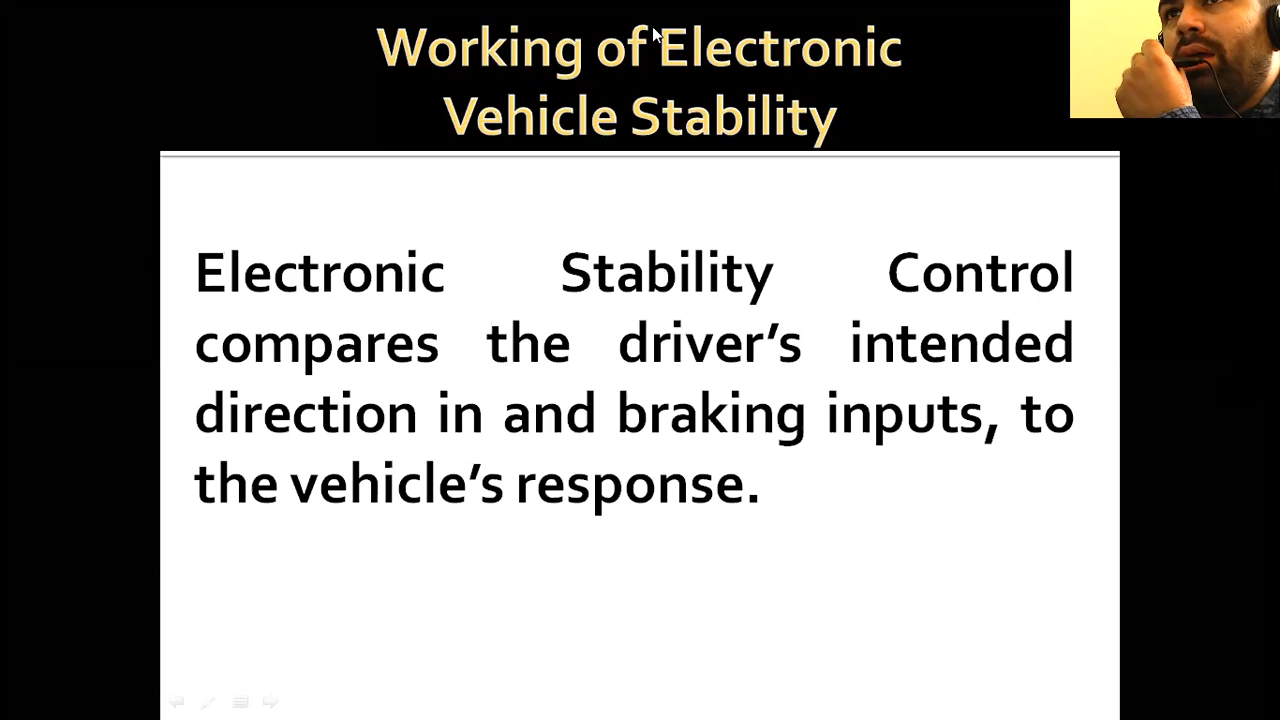 Working of Electronic
Vehicle Stability
Electronic Stability Control
compares the driver’s intended
direction in and braking inputs, to
the vehicle’s response.